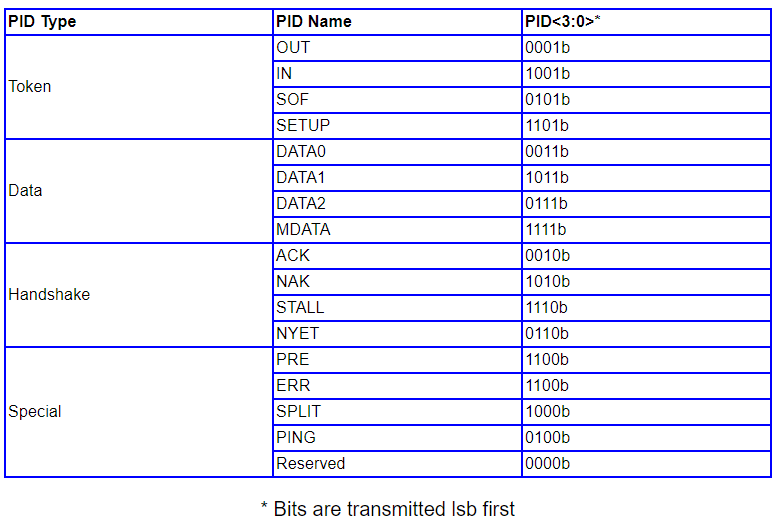 PID Type PID Name PID<3:0>*
Token OUT 0001b
IN 1001b
SOF 0101b
SETUP 1101b
Data DATA0 0011b
DATA1 1011b
DATA2 0111b
MDATA 1111b
Handshake ACK 0010b
NAK 1010b
STALL 1110b
NYET 0110b
Special PRE 1100b
ERR 1100b
SPLIT 1000b
PING 0100b
Reserved 0000b
* Bits are transmitted lsb first